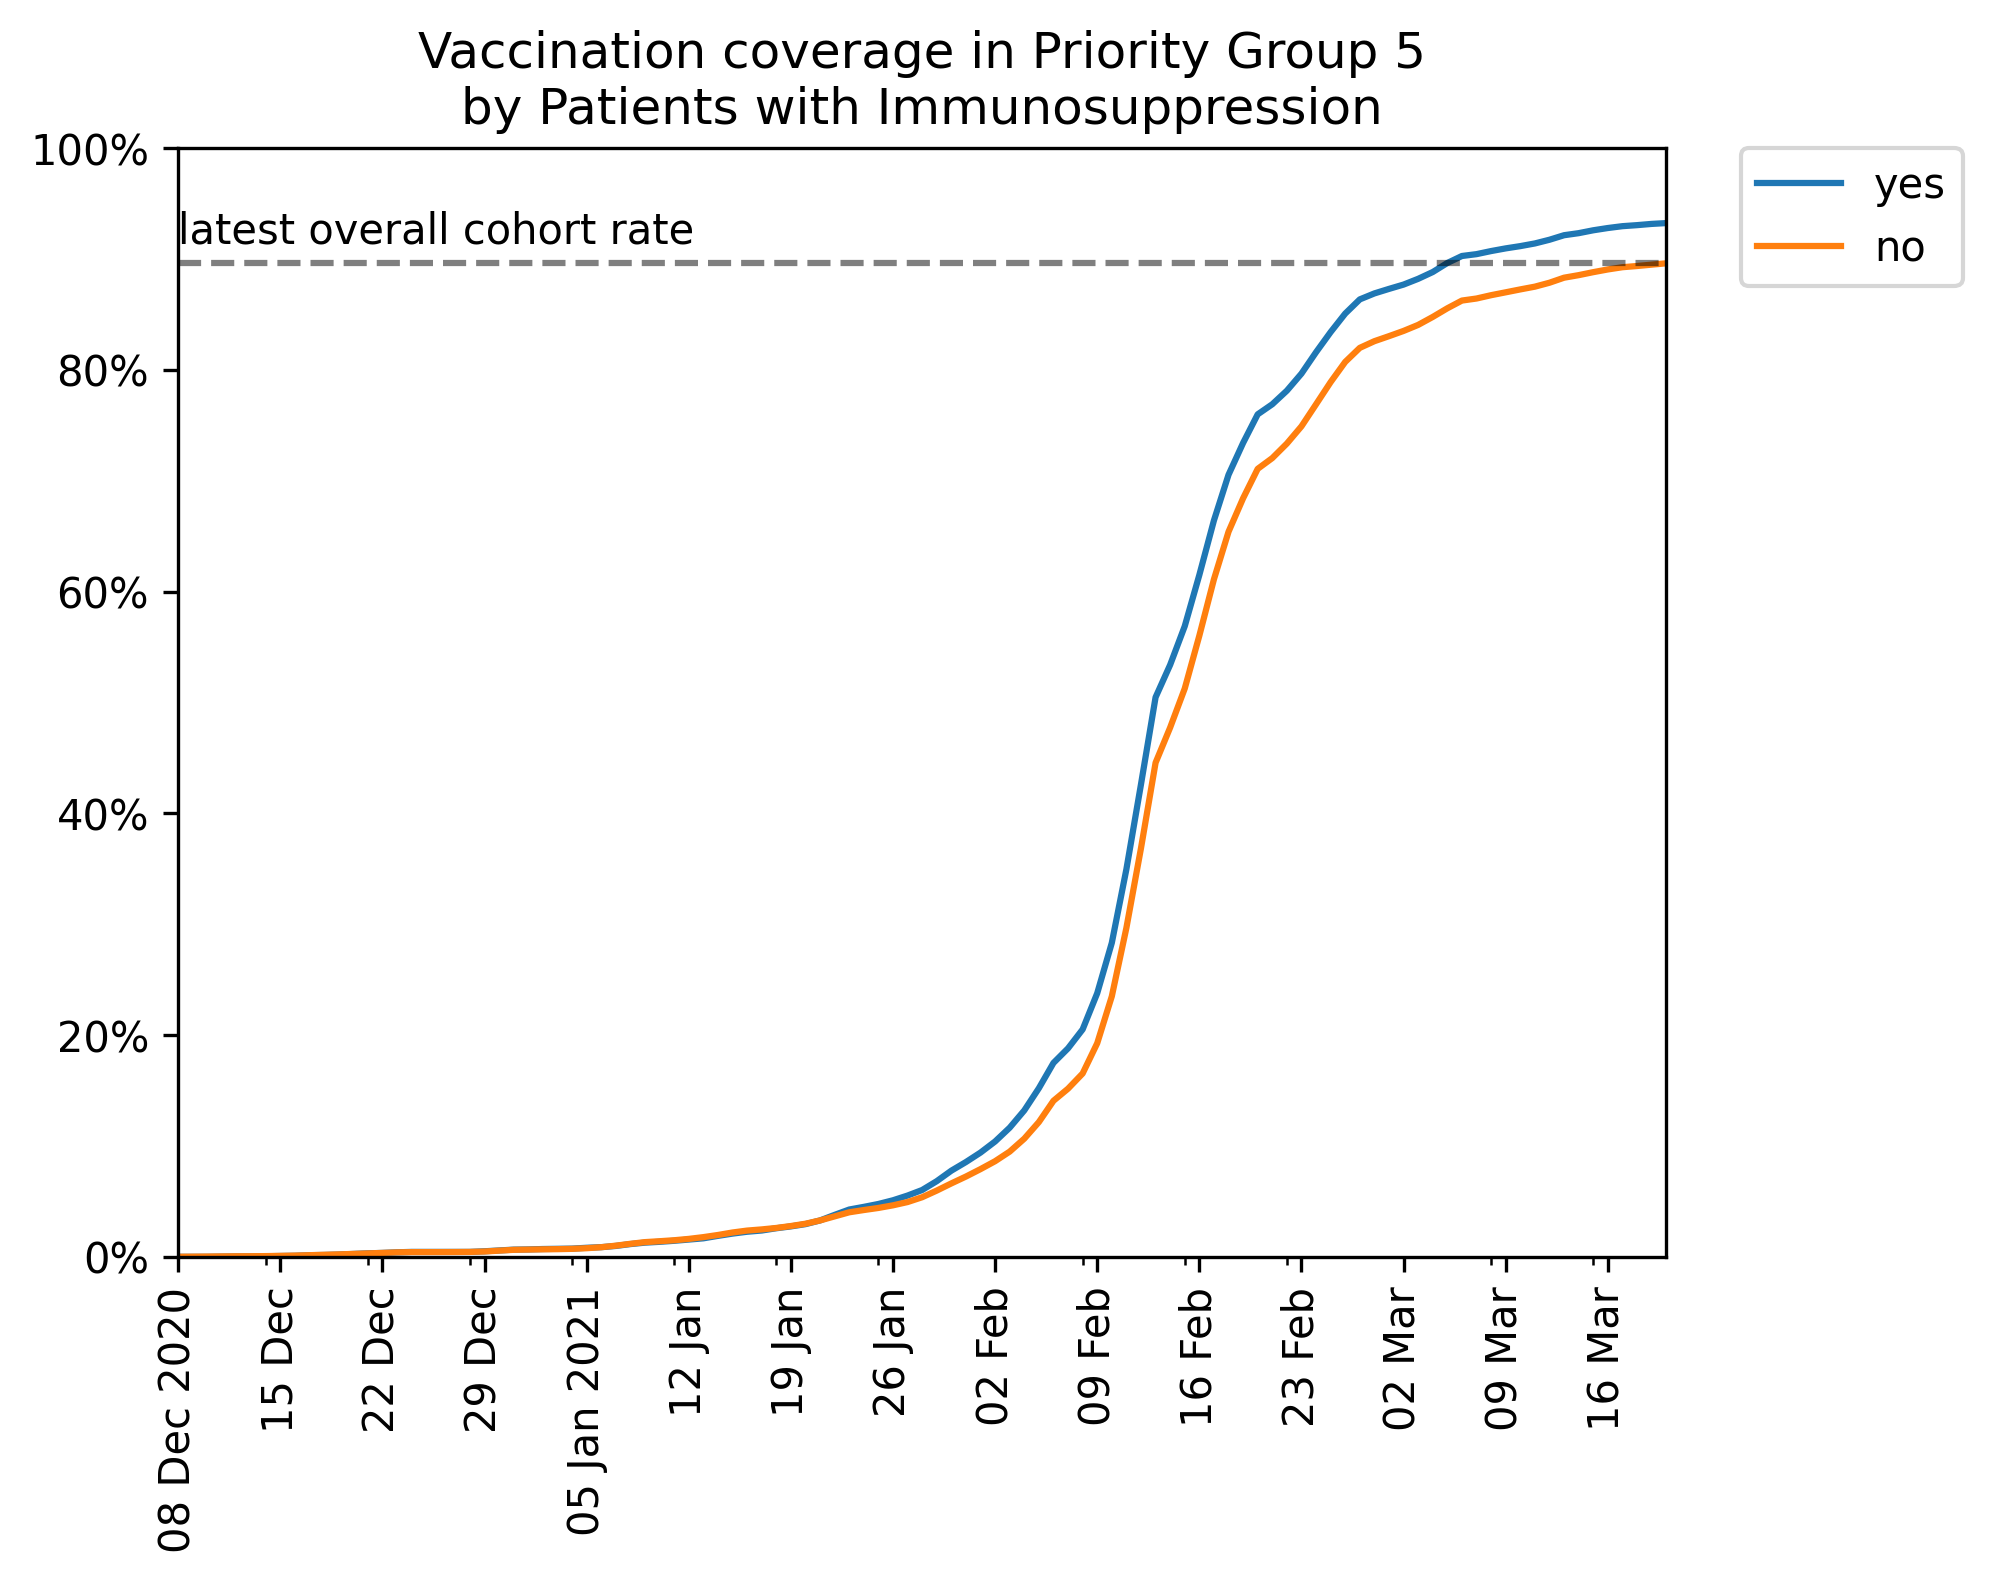 Vaccination coverage in Priority Group 5
by Patients with Immunosuppression
100%
80%
60%
40%
20%
0%
latest overall cohort rate
yes
no
08 Dec 2020
15 Dec
22 Dec
29 Dec
05 Jan 2021
12 Jan
19 Jan
26 Jan
02 Feb
09 Feb
16 Feb
23 Feb
02 Mar
09 Mar
16 Mar